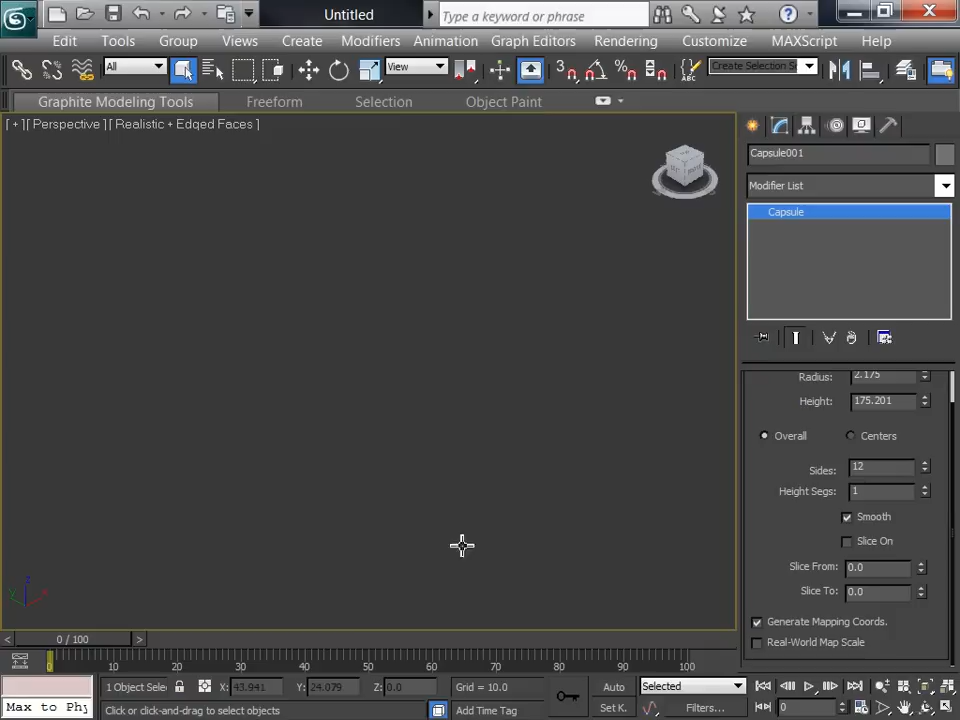 Untitled
Type a keyword or phrase
Edit Tools Group Create Views Modifiers Animation Graph Editors Rendering Customize MAXScript Help
All View Create Selection S
Graphite Modeling Tools Freeform Selection Object Paint
[ + ] [ Perspective ] [ Realistic + Edged Faces ]
Capsule001
Modifier List
Capsule
Radius: 2.175
Height: 175.201
Overall Centers
Sides: 12
Height Segs: 1
Smooth
Slice On
Slice From: 0.0
Slice To: 0.0
Generate Mapping Coords.
Real-World Map Scale
< 0 / 100 >
0 10 20 30 40 50 60 70 80 90 100
1 Object Selec X: 43.941 Y: 24.079 Z: 0.0 Grid = 10.0 Auto Selected
Max to Phy Click or click-and-drag to select objects Add Time Tag Set K. Filters... 0